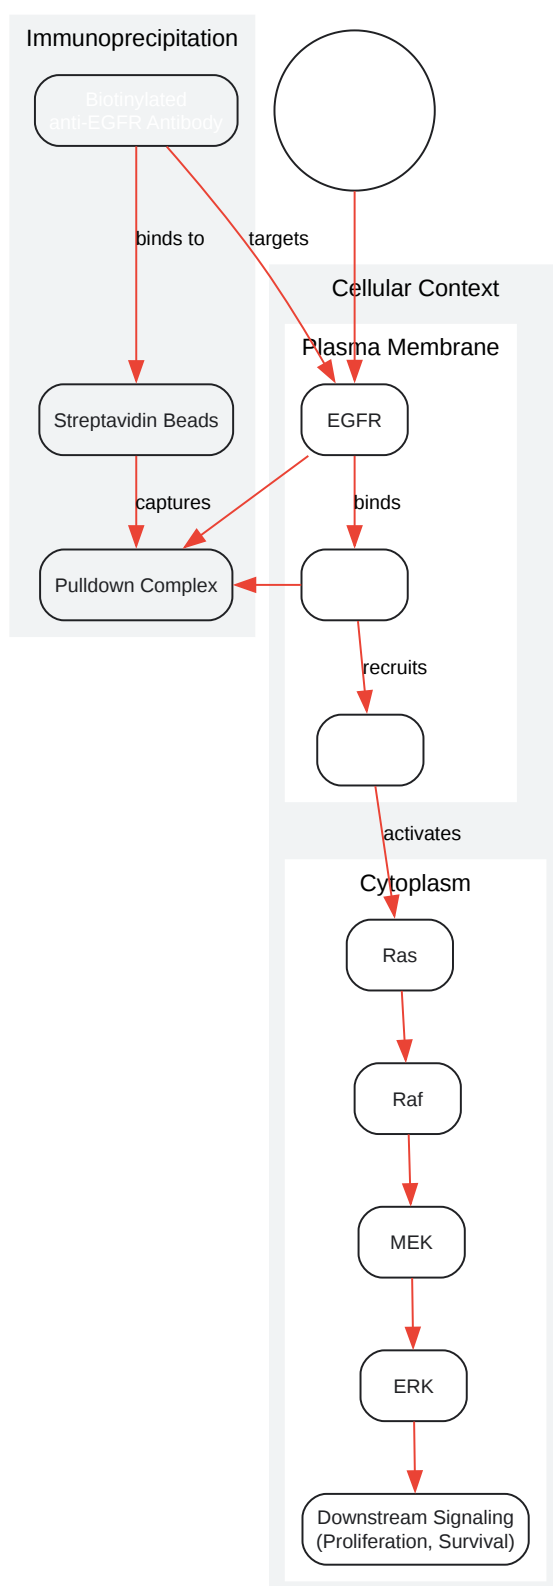 Immunoprecipitation
Biotinylated
anti-EGFR Antibody
binds to
targets
Cellular Context
Plasma Membrane
Streptavidin Beads
EGFR
captures
binds
Pulldown Complex
recruits
activates
Cytoplasm
Ras
Raf
MEK
ERK
Downstream Signaling
(Proliferation, Survival)